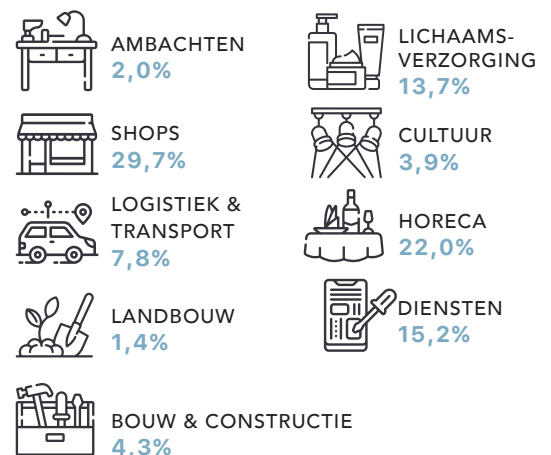 AMBACHTEN
2,0%
SHOPS
29,7%
LOGISTIEK &
TRANSPORT
7,8%
LANDBOUW
1,4%
BOUW & CONSTRUCTIE
4,3%
LICHAAMS-
VERZORGING
13,7%
CULTUUR
3,9%
HORECA
22,0%
DIENSTEN
15,2%